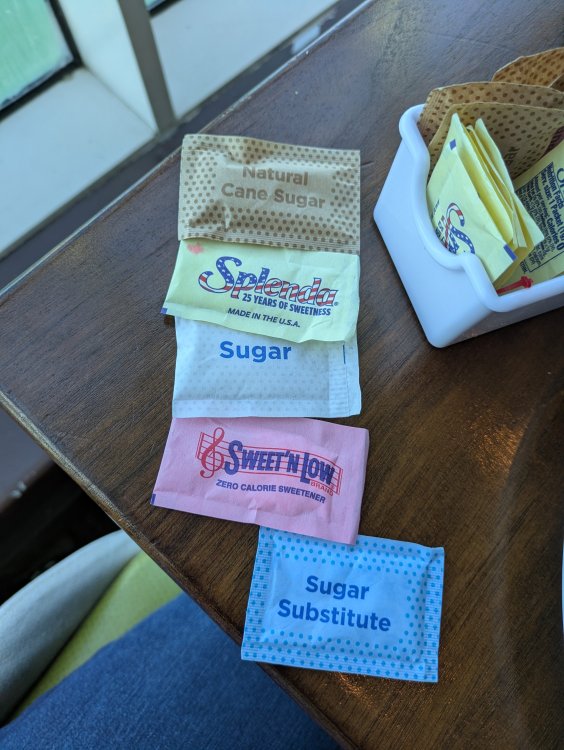 Natural
Cane Sugar
Splenda®
25 YEARS OF SWEETNESS
MADE IN THE U.S.A.
Sugar
SWEET'N LOW
BRAND
ZERO CALORIE SWEETENER
Sugar
Substitute